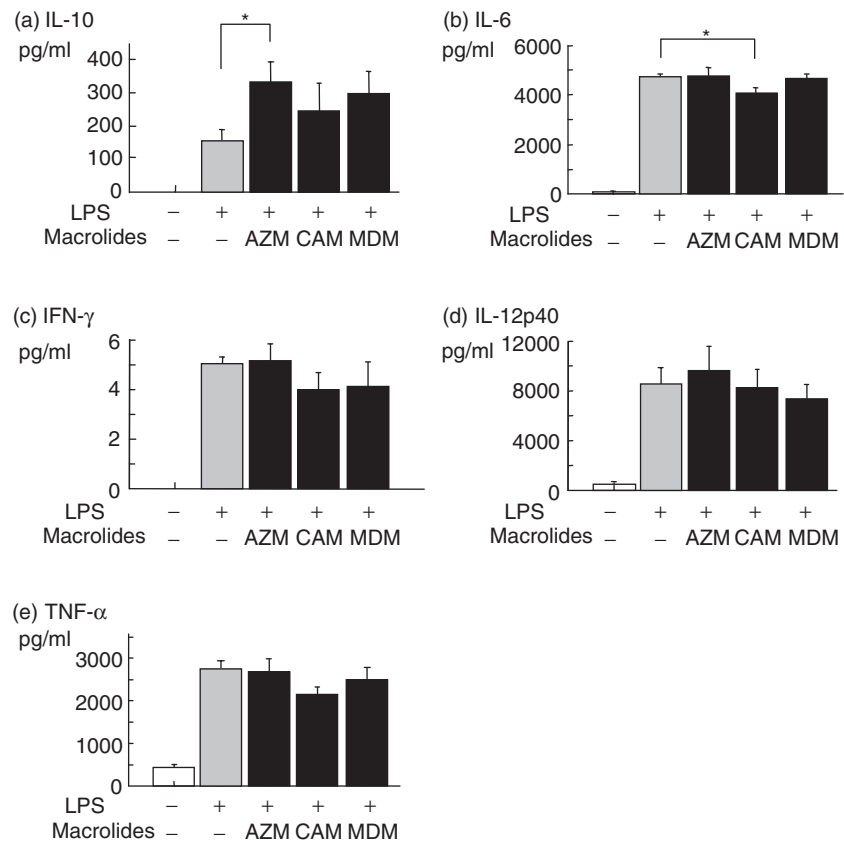 (a) IL-10
pg/ml
*
400
300
200
100
0
LPS − + + + +
Macrolides − − AZM CAM MDM
(b) IL-6
pg/ml
*
6000
4000
2000
0
LPS − + + + +
Macrolides − − AZM CAM MDM
(c) IFN-γ
pg/ml
6
4
2
0
LPS − + + + +
Macrolides − − AZM CAM MDM
(d) IL-12p40
pg/ml
12000
8000
4000
0
LPS − + + + +
Macrolides − − AZM CAM MDM
(e) TNF-α
pg/ml
3000
2000
1000
0
LPS − + + + +
Macrolides − − AZM CAM MDM